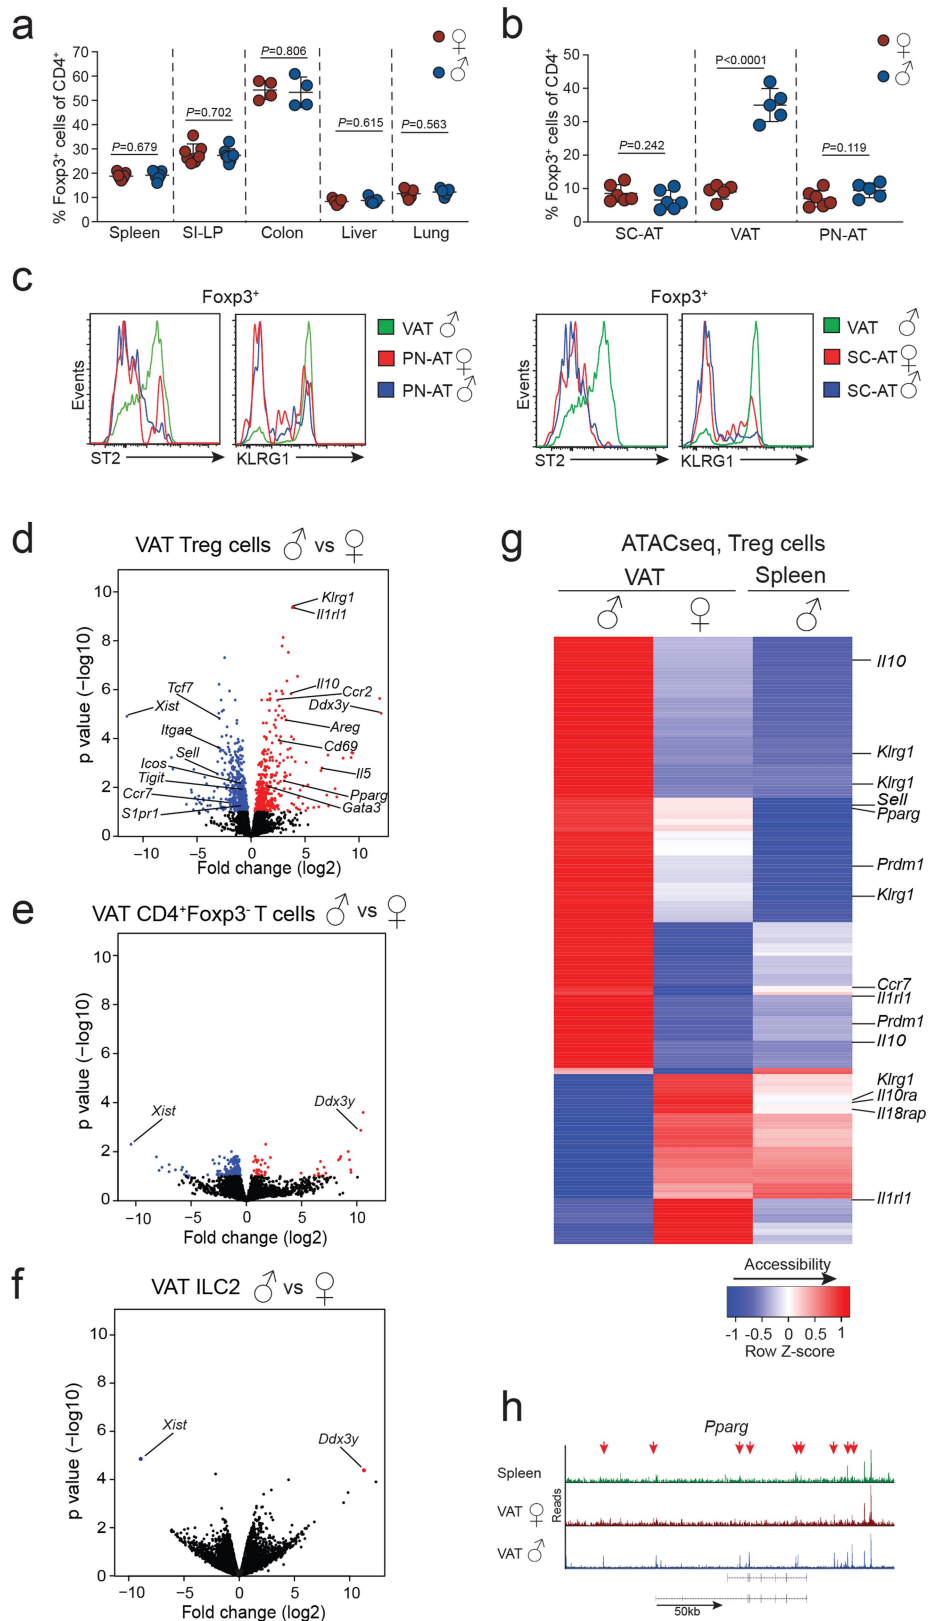 a
% Foxp3⁺ cells of CD4⁺
70
60
50
40
30
20
10
0
P=0.679
P=0.702
P=0.806
P=0.615
P=0.563
♀
♂
Spleen
SI-LP
Colon
Liver
Lung
b
% Foxp3⁺ cells of CD4⁺
50
40
30
20
10
0
P=0.242
P<0.0001
P=0.119
♀
♂
SC-AT
VAT
PN-AT
c
Foxp3⁺
Events
ST2
KLRG1
VAT ♂
PN-AT ♀
PN-AT ♂
Foxp3⁺
Events
ST2
KLRG1
VAT ♂
SC-AT ♀
SC-AT ♂
d
VAT Treg cells ♂ vs ♀
p value (−log10)
10
8
6
4
2
0
Klrg1
Il1rl1
Il10
Ccr2
Ddx3y
Areg
Cd69
Il5
Pparg
Gata3
Tcf7
Xist
Itgae
Sell
Icos
Tigit
Ccr7
S1pr1
−10
−5
0
5
10
Fold change (log2)
e
VAT CD4⁺Foxp3⁻ T cells ♂ vs ♀
p value (−log10)
10
8
6
4
2
0
Xist
Ddx3y
−10
−5
0
5
10
Fold change (log2)
f
VAT ILC2 ♂ vs ♀
p value (−log10)
10
8
6
4
2
0
Xist
Ddx3y
−10
−5
0
5
10
Fold change (log2)
g
ATACseq, Treg cells
VAT
Spleen
♂
♀
♂
Il10
Klrg1
Klrg1
Sell
Pparg
Prdm1
Klrg1
Ccr7
Il1rl1
Prdm1
Il10
Klrg1
Il10ra
Il18rap
Il1rl1
Accessibility
-1 -0.5 0 0.5 1
Row Z-score
h
Pparg
Reads
Spleen
VAT ♀
VAT ♂
50kb